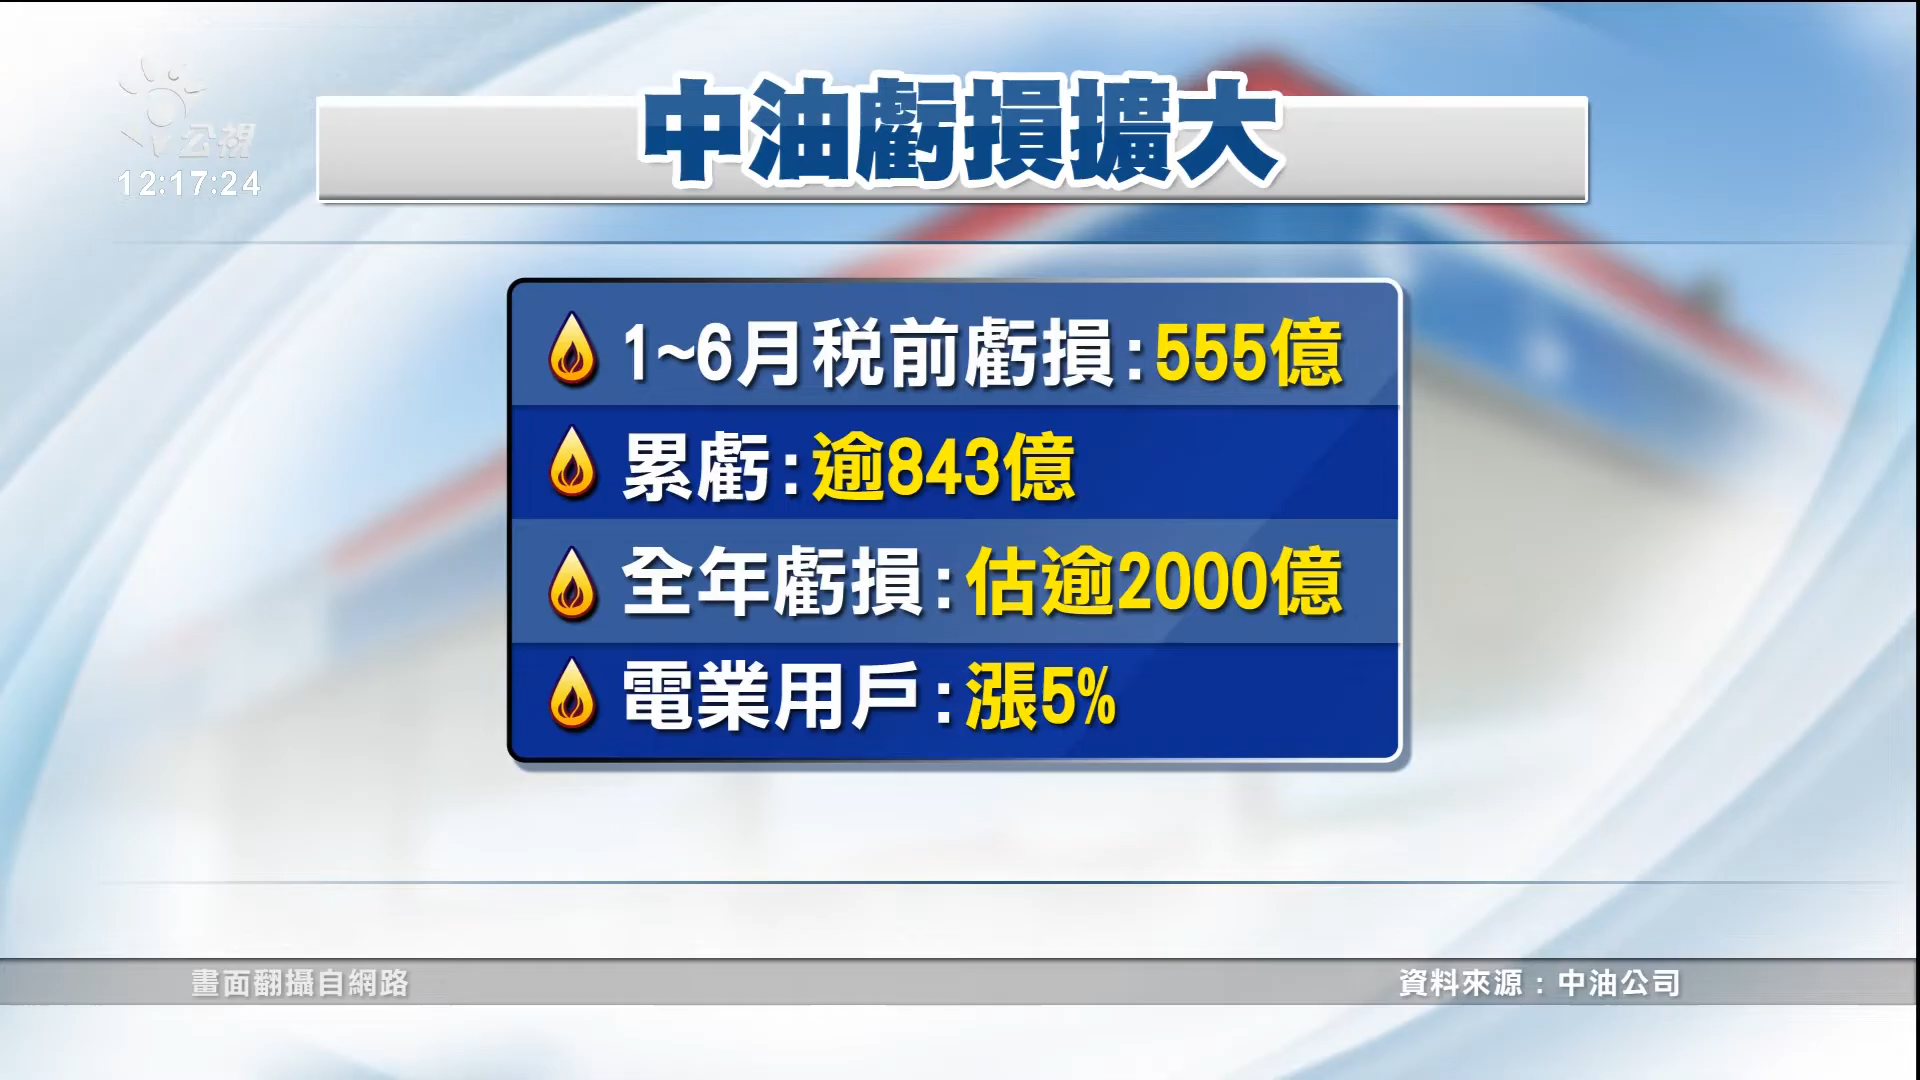 中油虧損擴大
公視
12:17:24
1~6月稅前虧損:555億
累虧:逾843億
全年虧損:估逾2000億
電業用戶:漲5%
畫面翻攝自網路
資料來源:中油公司